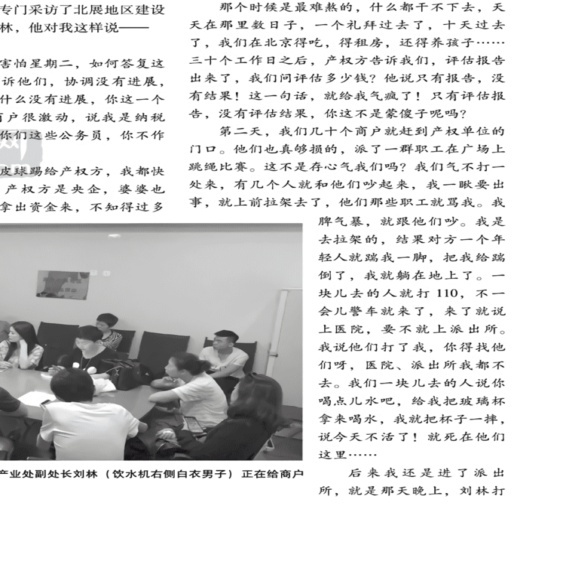 专门采访了北展地区建设
林，他对我这样说——
害怕星期二，如何答复这
诉他们，协调没有进展，
什么没有进展，你这一个
户很激动，说我是纳税
你们这些公务员，你不作
皮球踢给产权方，我都快
产权方是央企，婆婆也
拿出资金来，不知得过多
那个时候是最难熬的，什么都干不下去，天
天在那里数日子，一个礼拜过去了，十天过去
了，我们在北京得吃，得租房，还得养孩子……
三十个工作日之后，产权方告诉我们，评估报告
出来了，我们问评估多少钱？他说只有报告，没
有结果！这一句话，就给我气疯了！只有评估报
告，没有评估结果，你这不是蒙傻子呢吗？
第二天，我们几十个商户就赶到产权单位的
门口。他们也真够损的，派了一群职工在广场上
跳绳比赛。这不是存心气我们吗？我们气不打一
处来，有几个人就和他们吵起来，我一瞅要出
事，就上前拉架去了，他们那些职工就骂我。我
脾气暴，就跟他们吵。我是
去拉架的，结果对方一个年
轻人就踹我一脚，把我给踹
倒了，我就躺在地上了。一
块儿去的人就打 110，不一
会儿警车就来了，来了就说
上医院，要不就上派出所。
我说他们打了我，你得找他
们呀，医院、派出所我都不
去。我们一块儿去的人说你
喝点儿水吧，给我把玻璃杯
拿来喝水，我就把杯子一摔，
说今天不活了！就死在他们
这里……
后来我还是进了派出
所，就是那天晚上，刘林打
产业处副处长刘林（饮水机右侧白衣男子）正在给商户